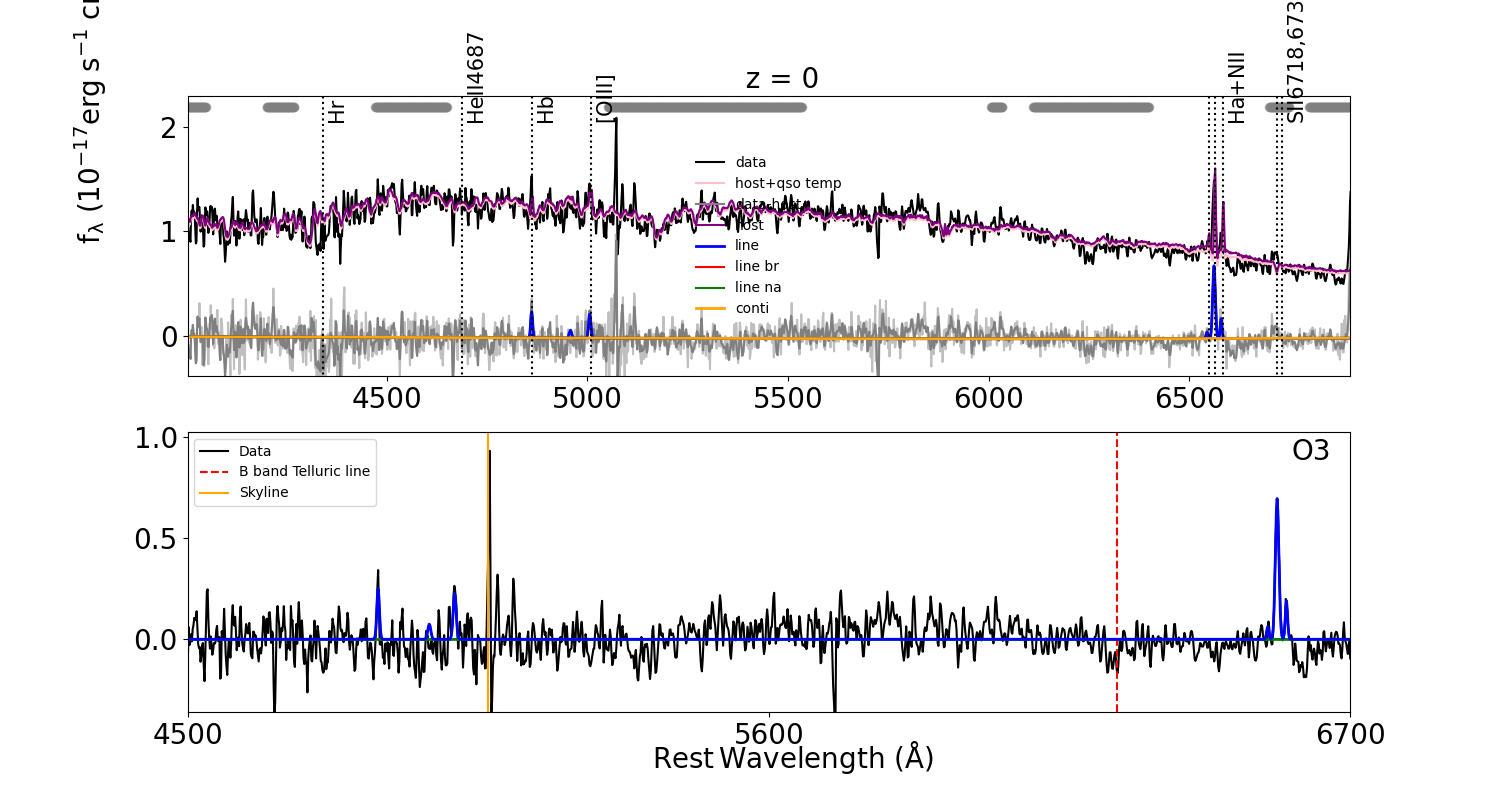 z = 0
f_λ (10^{-17} erg s^{-1} c
Hr
HeII4687
Hb
[OIII]
Ha+NII
SII6718,673
2
1
0
data
host+qso temp
data-host
host
line
line br
line na
conti
4500 5000 5500 6000 6500
1.0
0.5
0.0
Data
B band Telluric line
Skyline
O3
4500 5600 6700
Rest Wavelength (Å)